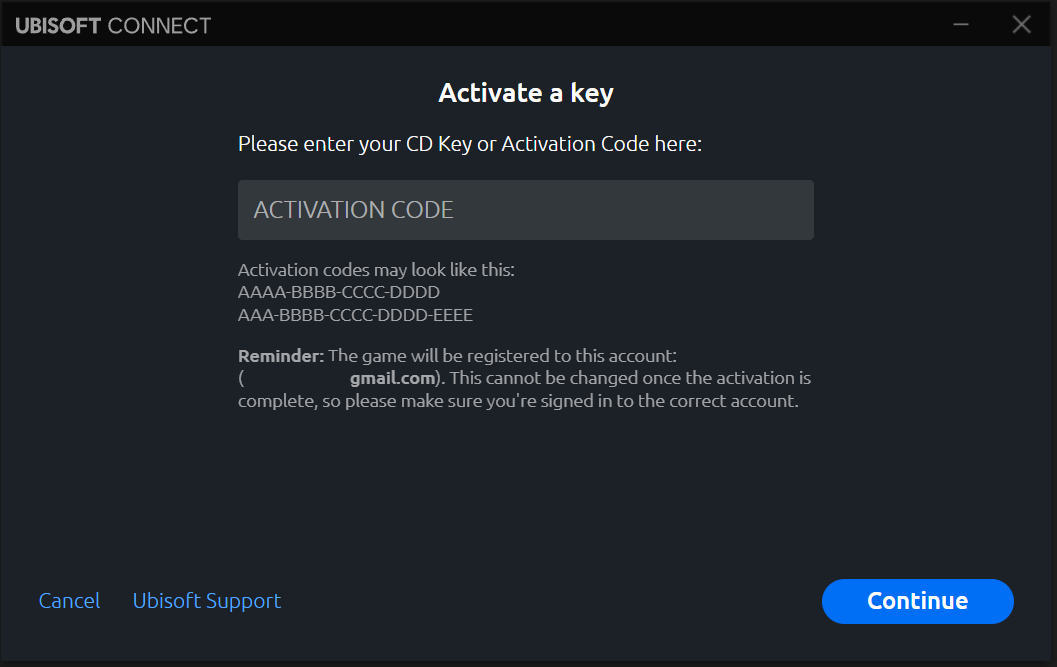 UBISOFT CONNECT
Activate a key
Please enter your CD Key or Activation Code here:
ACTIVATION CODE
Activation codes may look like this:
AAAA-BBBB-CCCC-DDDD
AAA-BBBB-CCCC-DDDD-EEEE
Reminder: The game will be registered to this account:
( gmail.com). This cannot be changed once the activation is
complete, so please make sure you're signed in to the correct account.
Cancel Ubisoft Support Continue